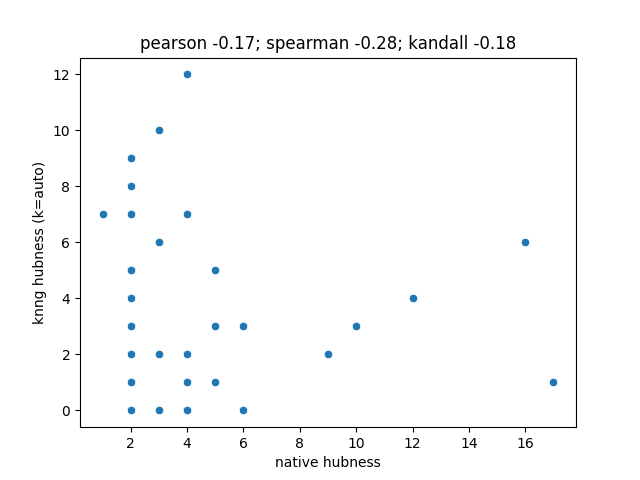 pearson -0.17; spearman -0.28; kandall -0.18
12
10
8
6
4
2
0
knng hubness (k=auto)
2 4 6 8 10 12 14 16
native hubness